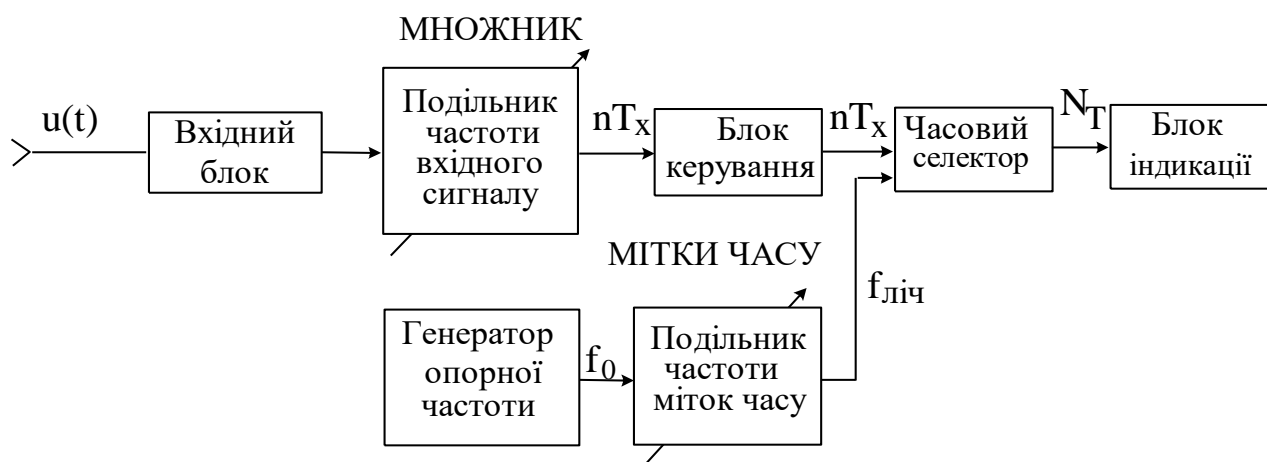 МНОЖНИК
u(t)
Вхідний
блок
Подільник
частоти
вхідного
сигналу
nTx
Блок
керування
nTx
Часовий
селектор
NT
Блок
індикації
МІТКИ ЧАСУ
fліч
Генератор
опорної
частоти
f0
Подільник
частоти
міток часу